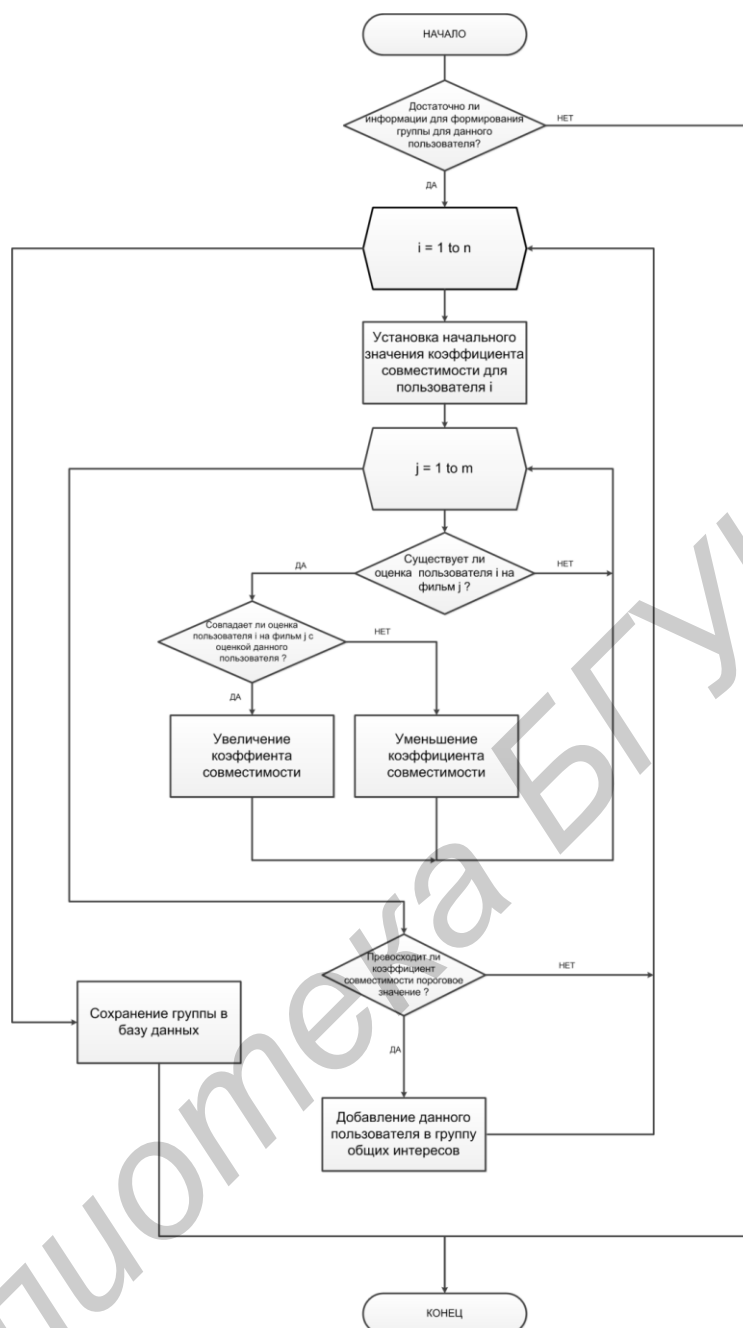 НАЧАЛО
Достаточно ли
информации для формирования
группы для данного
пользователя?
НЕТ
ДА
i = 1 to n
Установка начального
значения коэффициента
совместимости для
пользователя i
j = 1 to m
Существует ли
оценка пользователя i на
фильм j ?
ДА
НЕТ
Совпадает ли оценка
пользователя i на фильм j с
оценкой данного
пользователя ?
НЕТ
ДА
Увеличение
коэффиента
совместимости
Уменьшение
коэффициента
совместимости
Превосходит ли
коэффициент
совместимости пороговое
значение ?
НЕТ
ДА
Сохранение группы в
базу данных
Добавление данного
пользователя в группу
общих интересов
КОНЕЦ